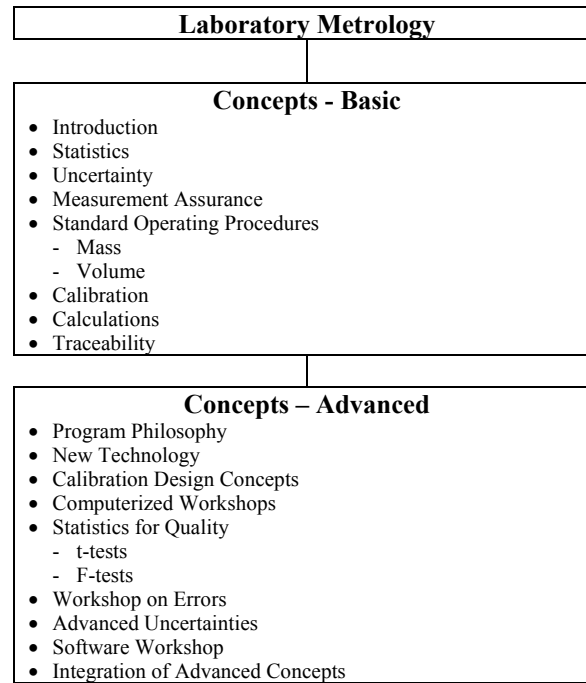 Laboratory Metrology
Concepts - Basic
• Introduction
• Statistics
• Uncertainty
• Measurement Assurance
• Standard Operating Procedures
- Mass
- Volume
• Calibration
• Calculations
• Traceability
Concepts – Advanced
• Program Philosophy
• New Technology
• Calibration Design Concepts
• Computerized Workshops
• Statistics for Quality
- t-tests
- F-tests
• Workshop on Errors
• Advanced Uncertainties
• Software Workshop
• Integration of Advanced Concepts